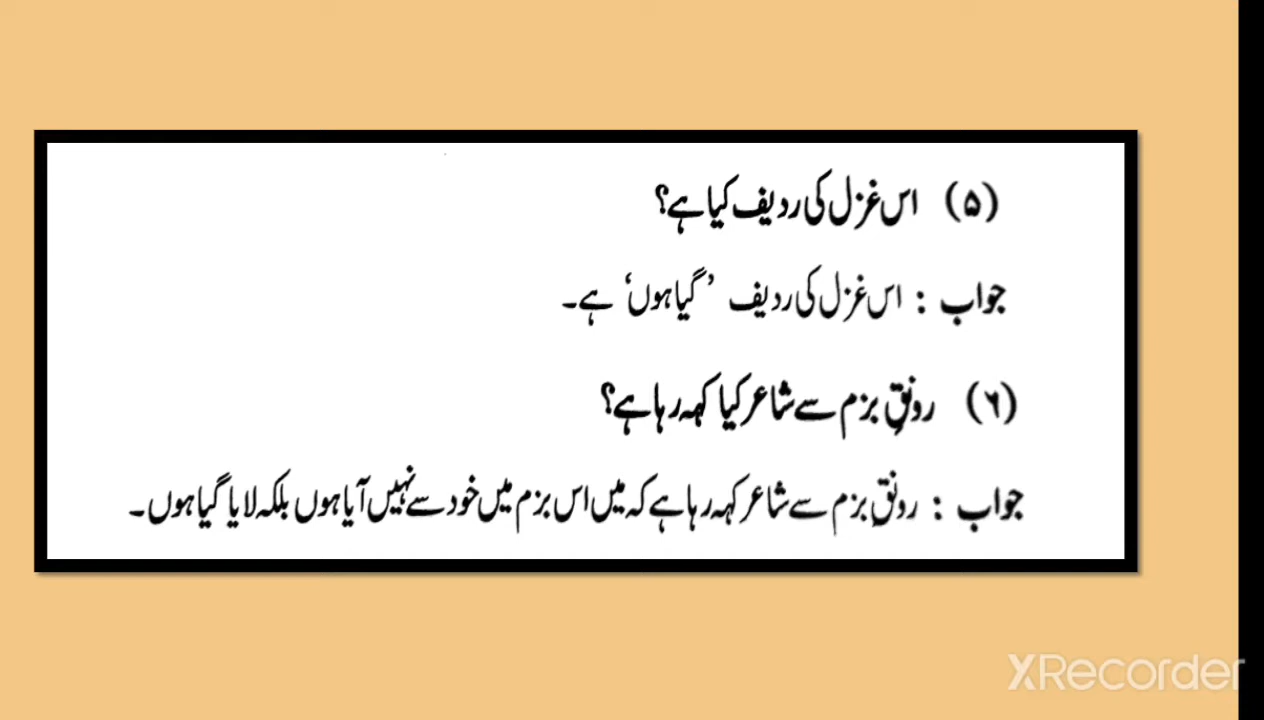 (۵) اس غزل کی ردیف کیا ہے؟
جواب : اس غزل کی ردیف ’گیا ہوں‘ ہے۔
(۶) رونقِ بزم سے شاعر کیا کہہ رہا ہے؟
جواب : رونقِ بزم سے شاعر کہہ رہا ہے کہ میں اس بزم میں خود سے نہیں آیا ہوں بلکہ لایا گیا ہوں۔
XRecorder